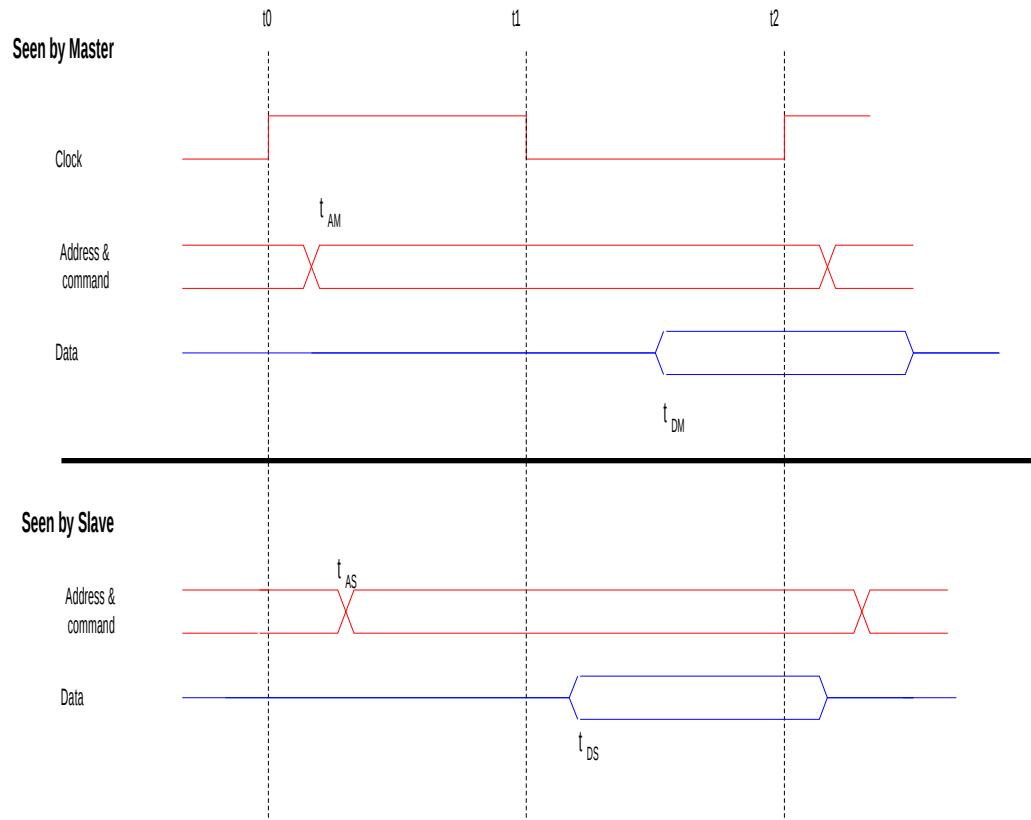 t0 t1 t2
Seen by Master
Clock
t AM
Address &
command
Data
t DM
Seen by Slave
t AS
Address &
command
Data
t DS